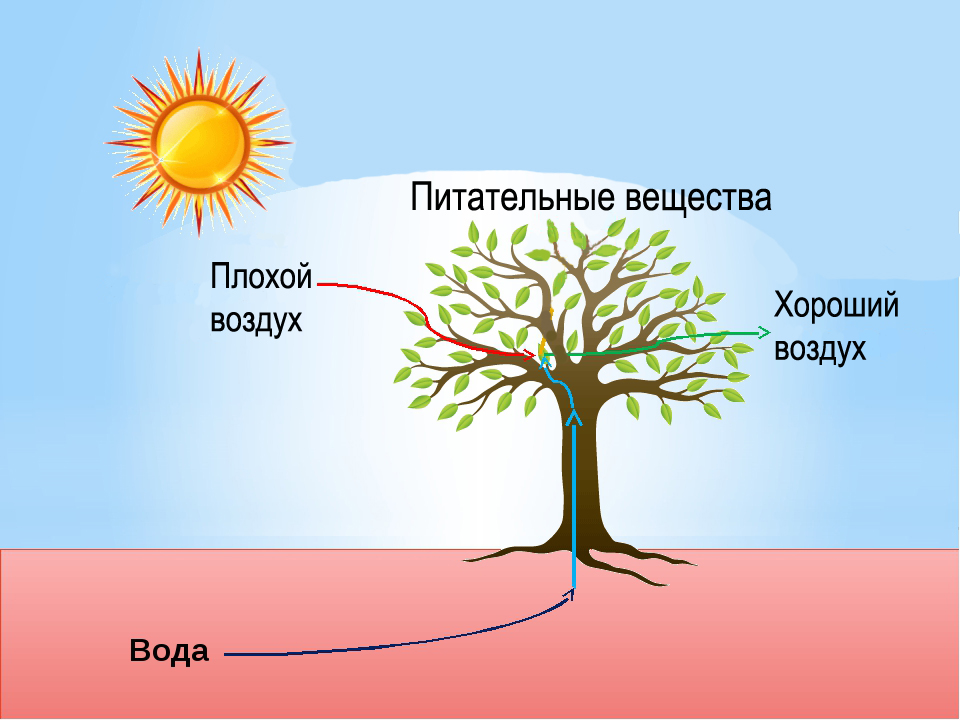 Питательные вещества
Плохой
воздух
Хороший
воздух
Вода